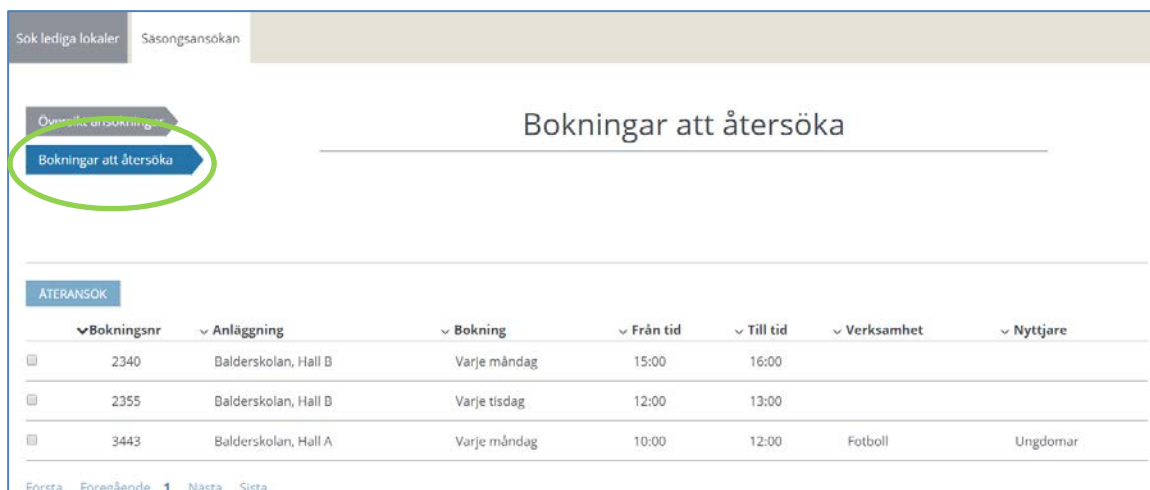 Sök lediga lokaler Säsongsansökan
Översikt ansökningar
Bokningar att återsöka
Bokningar att återsöka
ÅTERANSÖK
Bokningsnr Anläggning Bokning Från tid Till tid Verksamhet Nyttjare
2340 Balderskolan, Hall B Varje måndag 15:00 16:00
2355 Balderskolan, Hall B Varje tisdag 12:00 13:00
3443 Balderskolan, Hall A Varje måndag 10:00 12:00 Fotboll Ungdomar
Första Föregående 1 Nästa Sista